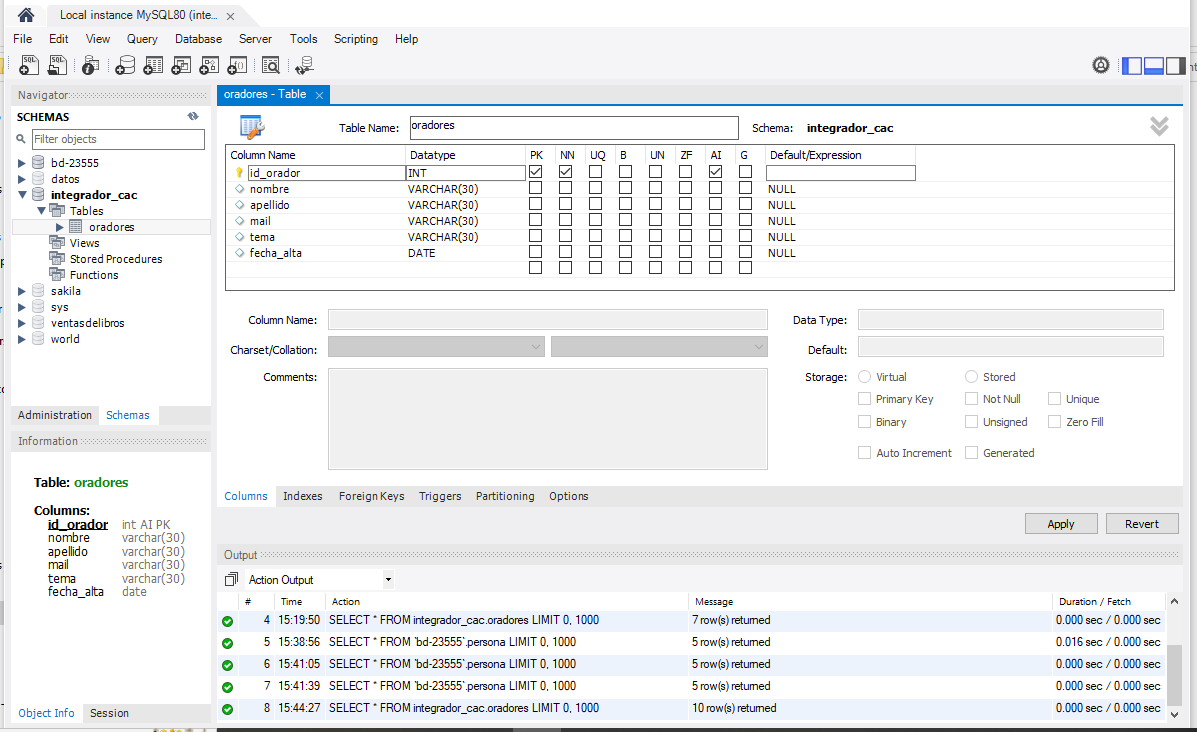 Local instance MySQL80 (inte...
File Edit View Query Database Server Tools Scripting Help
Navigator
SCHEMAS
Filter objects
bd-23555
datos
integrador_cac
Tables
oradores
Views
Stored Procedures
Functions
sakila
sys
ventasdelibros
world
Administration Schemas
Information
Table: oradores
Columns:
id_orador int AI PK
nombre varchar(30)
apellido varchar(30)
mail varchar(30)
tema varchar(30)
fecha_alta date
Object Info Session
oradores - Table
Table Name: oradores Schema: integrador_cac
Column Name Datatype PK NN UQ B UN ZF AI G Default/Expression
id_orador INT
nombre VARCHAR(30) NULL
apellido VARCHAR(30) NULL
mail VARCHAR(30) NULL
tema VARCHAR(30) NULL
fecha_alta DATE NULL
Column Name: Data Type:
Charset/Collation: Default:
Comments: Storage: Virtual Stored
Primary Key Not Null Unique
Binary Unsigned Zero Fill
Auto Increment Generated
Columns Indexes Foreign Keys Triggers Partitioning Options
Apply Revert
Output
Action Output
# Time Action Message Duration / Fetch
4 15:19:50 SELECT * FROM integrador_cac.oradores LIMIT 0, 1000 7 row(s) returned 0.000 sec / 0.000 sec
5 15:38:56 SELECT * FROM `bd-23555`.persona LIMIT 0, 1000 5 row(s) returned 0.016 sec / 0.000 sec
6 15:41:05 SELECT * FROM `bd-23555`.persona LIMIT 0, 1000 5 row(s) returned 0.000 sec / 0.000 sec
7 15:41:39 SELECT * FROM `bd-23555`.persona LIMIT 0, 1000 5 row(s) returned 0.000 sec / 0.000 sec
8 15:44:27 SELECT * FROM integrador_cac.oradores LIMIT 0, 1000 10 row(s) returned 0.000 sec / 0.000 sec